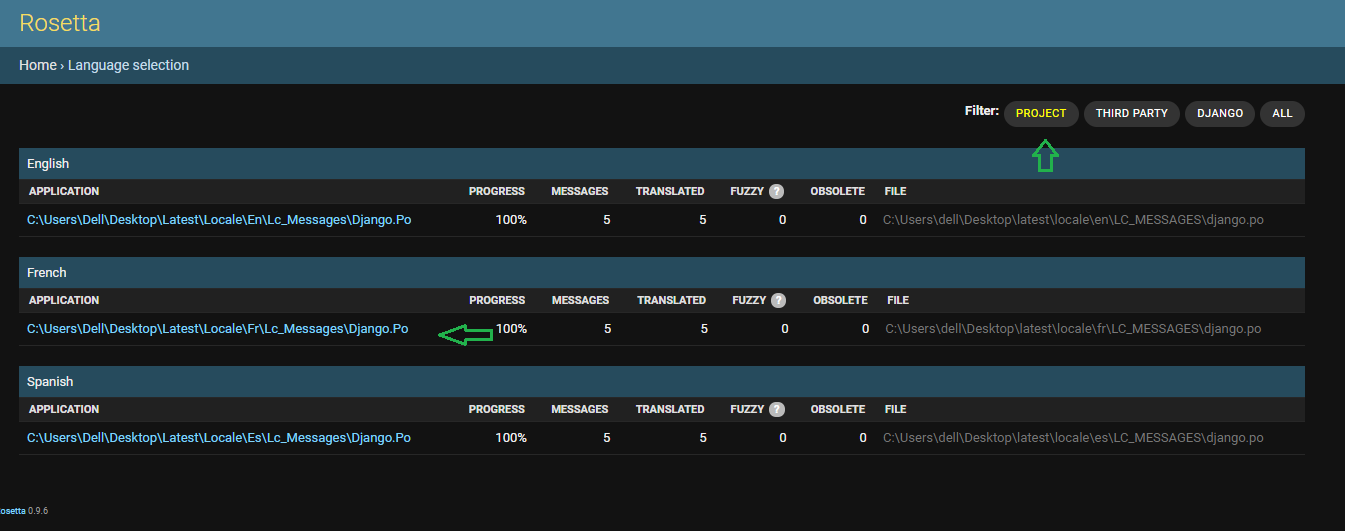 Rosetta
Home › Language selection
Filter: PROJECT THIRD PARTY DJANGO ALL
English
APPLICATION PROGRESS MESSAGES TRANSLATED FUZZY ? OBSOLETE FILE
C:\Users\Dell\Desktop\Latest\Locale\En\Lc_Messages\Django.Po 100% 5 5 0 0 C:\Users\dell\Desktop\latest\locale\en\LC_MESSAGES\django.po
French
APPLICATION PROGRESS MESSAGES TRANSLATED FUZZY ? OBSOLETE FILE
C:\Users\Dell\Desktop\Latest\Locale\Fr\Lc_Messages\Django.Po 100% 5 5 0 0 C:\Users\dell\Desktop\latest\locale\fr\LC_MESSAGES\django.po
Spanish
APPLICATION PROGRESS MESSAGES TRANSLATED FUZZY ? OBSOLETE FILE
C:\Users\Dell\Desktop\Latest\Locale\Es\Lc_Messages\Django.Po 100% 5 5 0 0 C:\Users\dell\Desktop\latest\locale\es\LC_MESSAGES\django.po
osetta 0.9.6